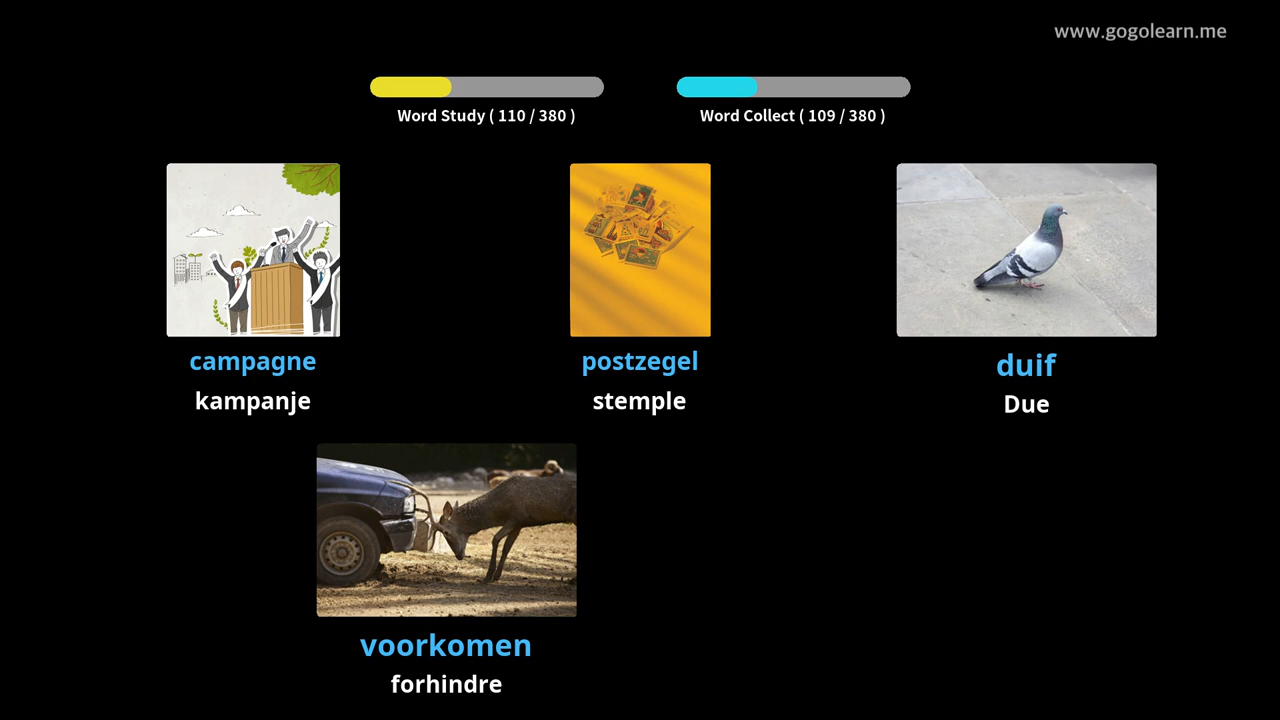 www.gogolearn.me
Word Study ( 110 / 380 )
Word Collect ( 109 / 380 )
campagne
kampanje
postzegel
stemple
duif
Due
voorkomen
forhindre